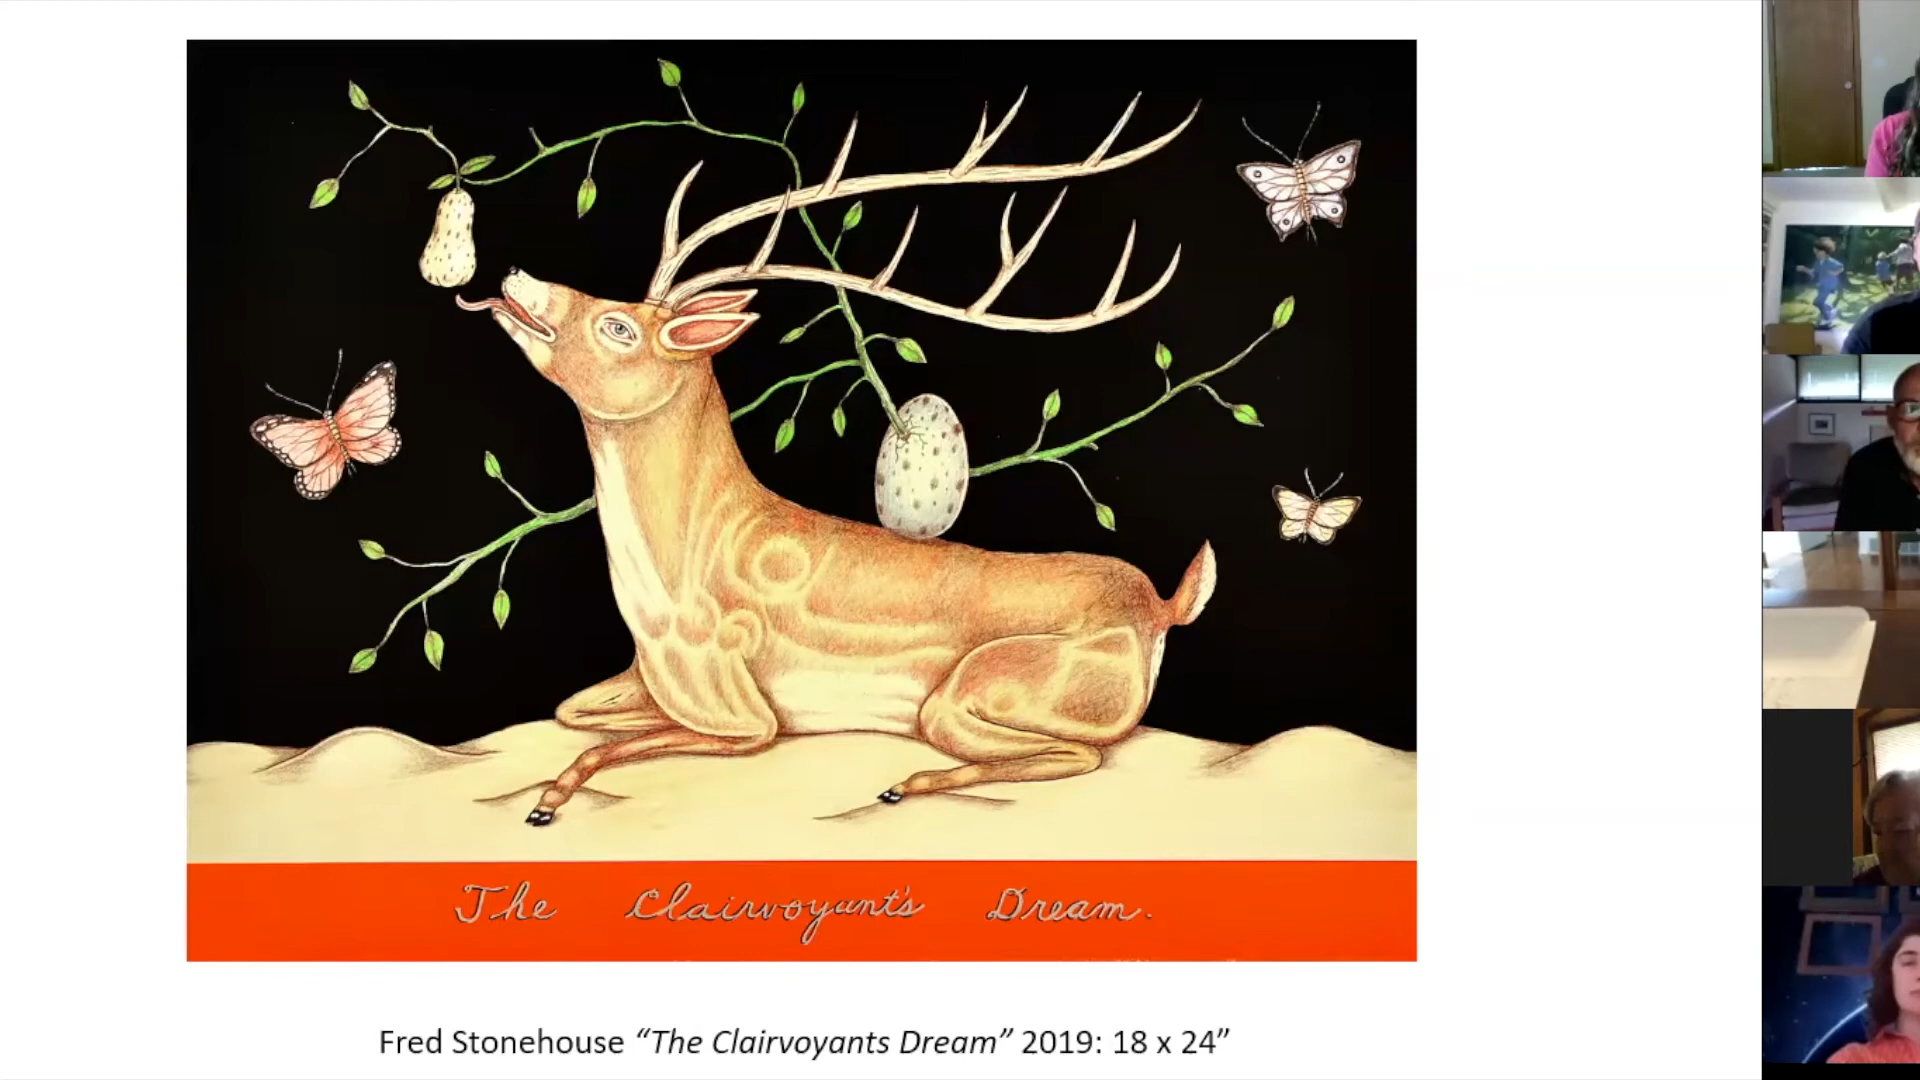 The Clairvoyant's Dream.
Fred Stonehouse “The Clairvoyants Dream” 2019: 18 x 24”